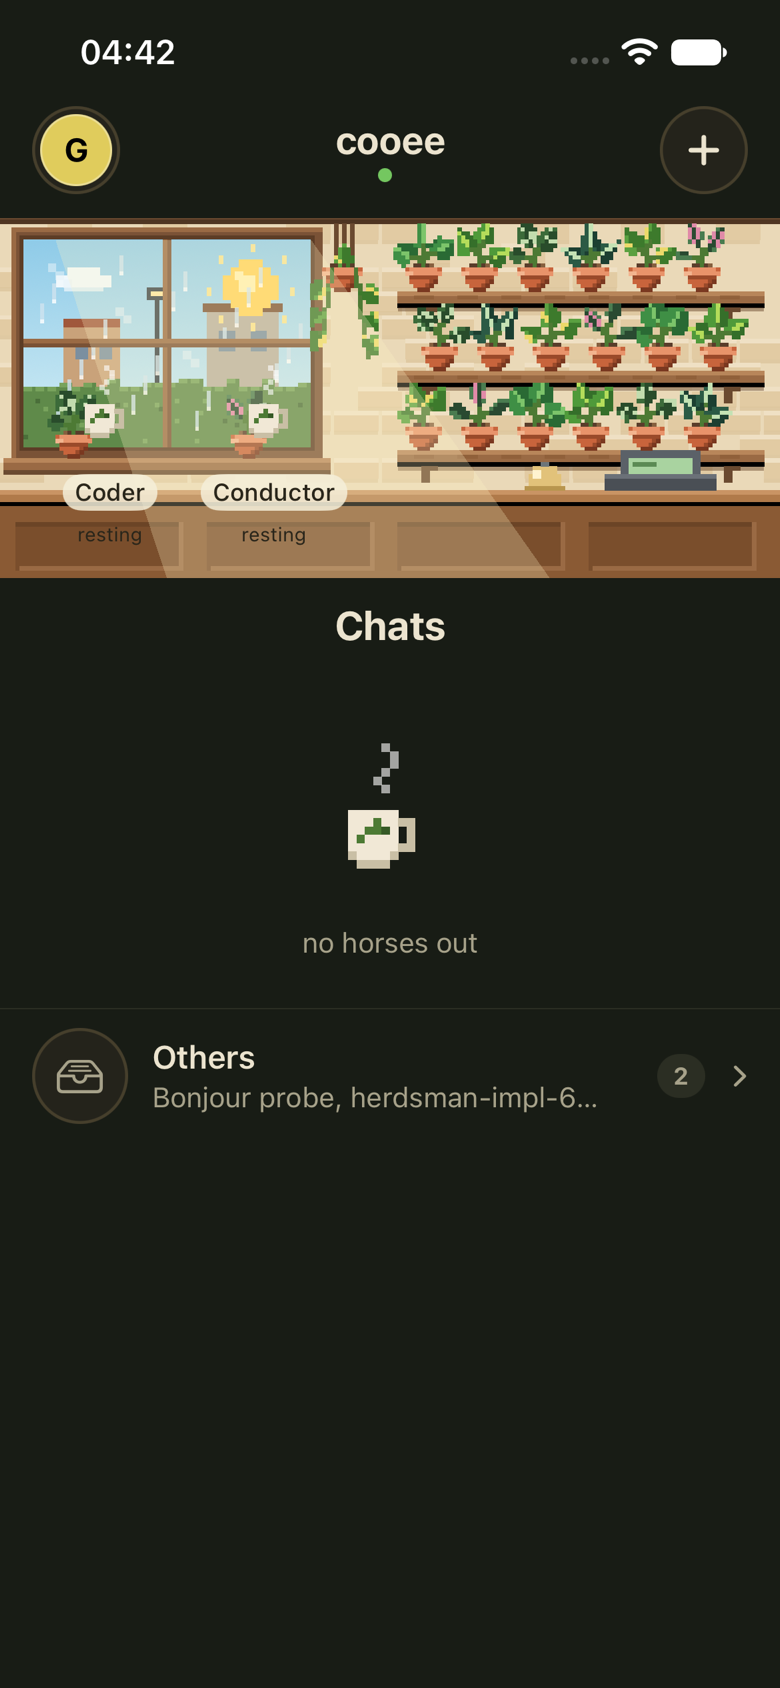 04:42
G
cooee
Coder
Conductor
resting
resting
Chats
no horses out
Others
2
Bonjour probe, herdsman-impl-6...